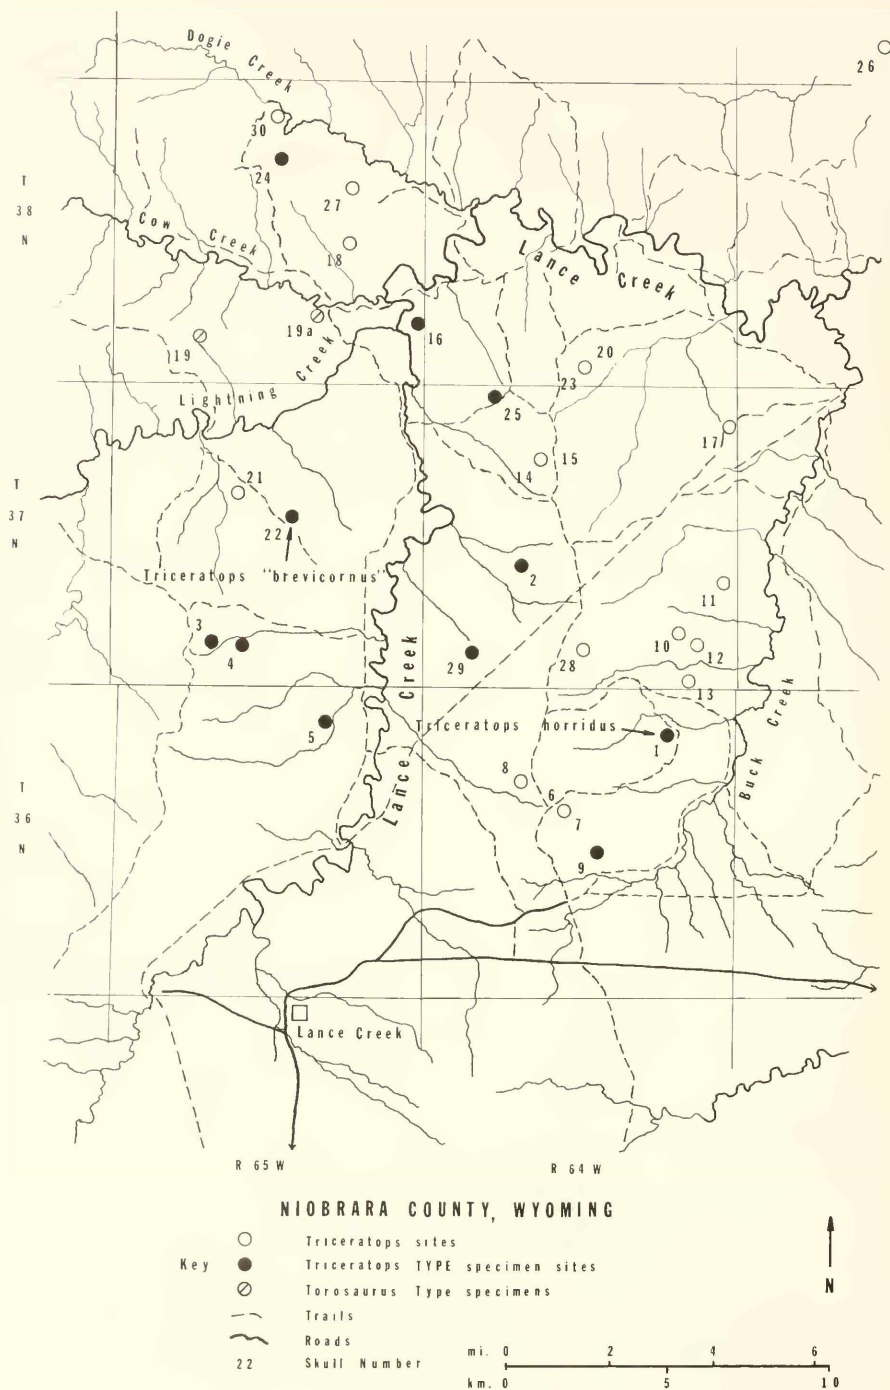 Dogie Creek
26
30
24
T
38
N
27
Cow Creek
18
Lance Creek
19a
16
19
20
23
Lightning Creek
25
17
14 15
21
T
37
N
22
Triceratops "brevicornus"
2
11
3
4
10
12
29
28
13
Lance Creek
Triceratops horridus
1
5
Buck Creek
8
6
7
T
36
N
9
Lance Creek
R 65 W R 64 W
NIOBRARA COUNTY, WYOMING
Triceratops sites
Key Triceratops TYPE specimen sites
Torosaurus Type specimens
Trails
Roads
22 Skull Number
N
mi. 0 2 4 6
km. 0 5 10